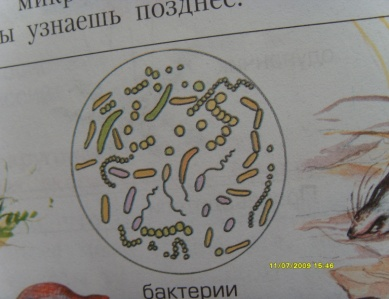 ы узнаешь позднее.
11/07/2009 15:46
бактерии